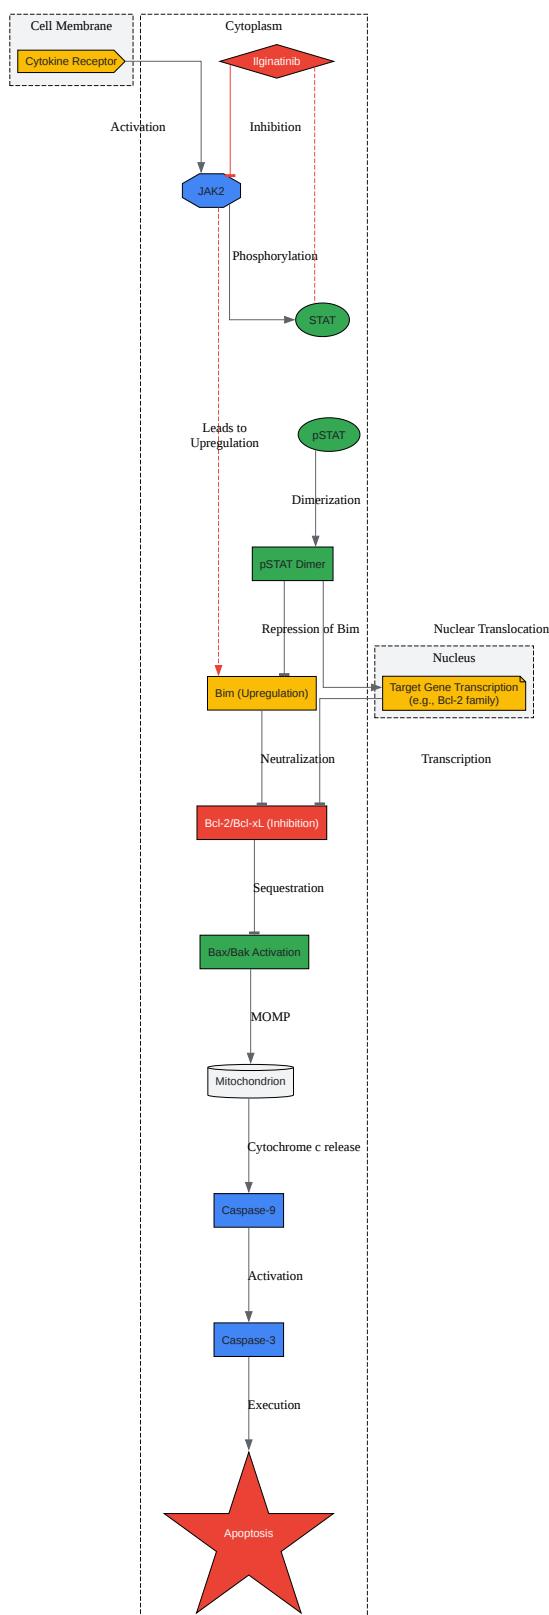 Cell Membrane
Cytoplasm
Cytokine Receptor
Ilginatinib
Activation
Inhibition
JAK2
Phosphorylation
STAT
Leads to
Upregulation
pSTAT
Dimerization
pSTAT Dimer
Repression of Bim
Nuclear Translocation
Nucleus
Bim (Upregulation)
Target Gene Transcription
(e.g., Bcl-2 family)
Neutralization
Transcription
Bcl-2/Bcl-xL (Inhibition)
Sequestration
Bax/Bak Activation
MOMP
Mitochondrion
Cytochrome c release
Caspase-9
Activation
Caspase-3
Execution
Apoptosis